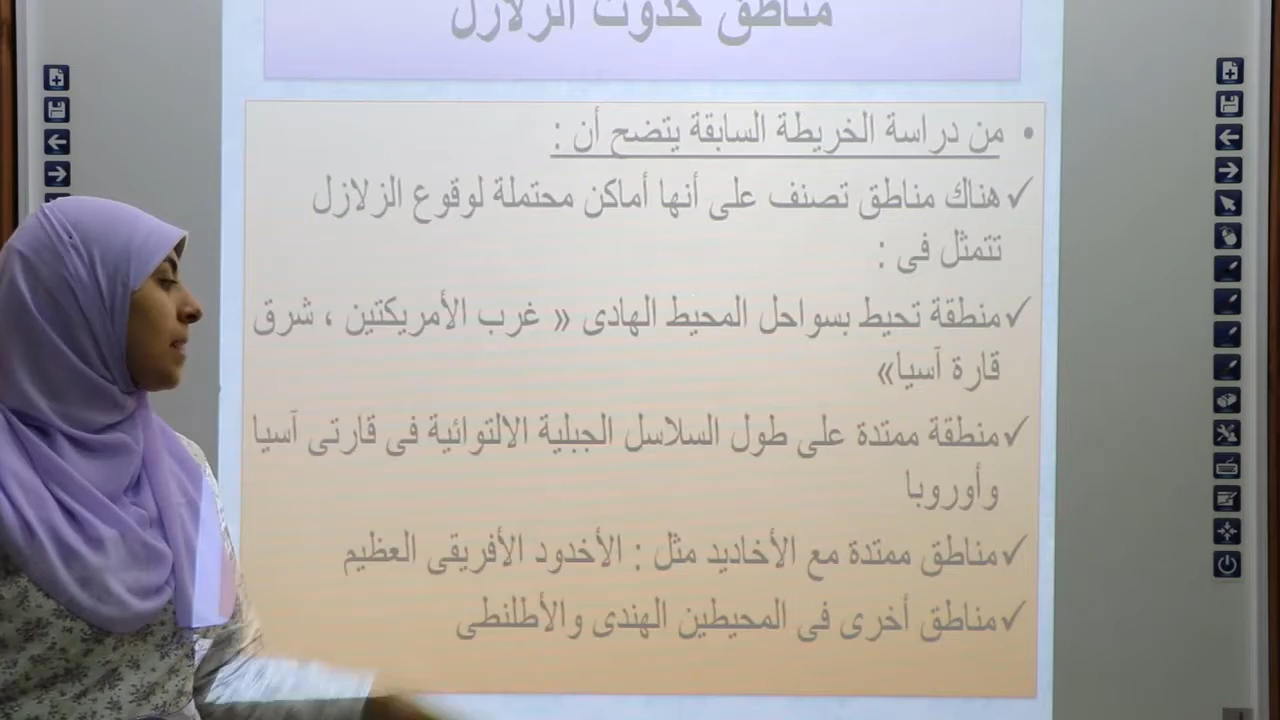 مناطق حدوث الزلازل
• من دراسة الخريطة السابقة يتضح أن :
✓هناك مناطق تصنف على أنها أماكن محتملة لوقوع الزلازل
تتمثل فى :
✓منطقة تحيط بسواحل المحيط الهادى « غرب الأمريكتين ، شرق
قارة آسيا»
✓منطقة ممتدة على طول السلاسل الجبلية الالتوائية فى قارتى آسيا
وأوروبا
✓مناطق ممتدة مع الأخاديد مثل : الأخدود الأفريقى العظيم
✓مناطق أخرى فى المحيطين الهندى والأطلنطى